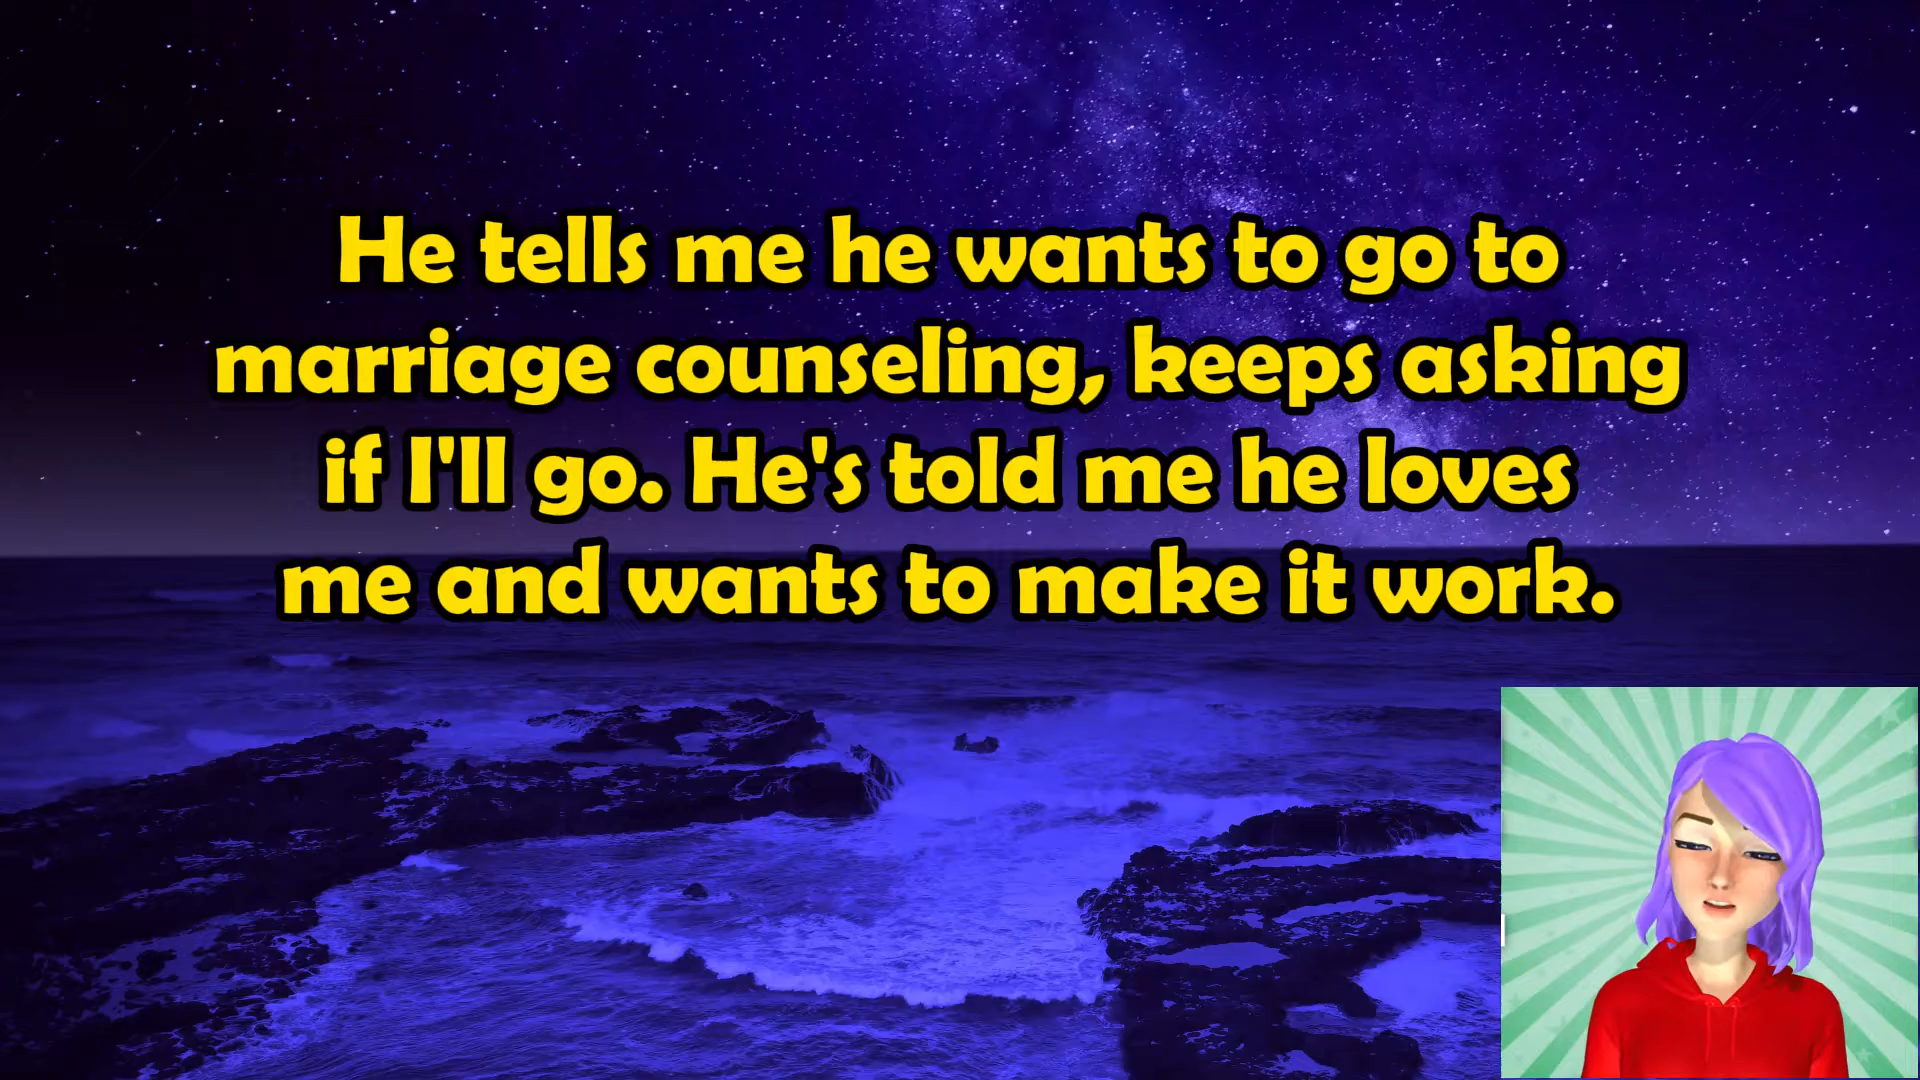 He tells me he wants to go to
marriage counseling, keeps asking
if I'll go. He's told me he loves
me and wants to make it work.